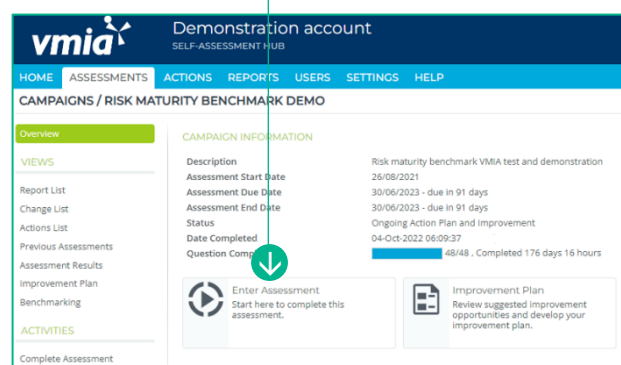 vmia
Demonstration account
SELF-ASSESSMENT HUB
HOME ASSESSMENTS ACTIONS REPORTS USERS SETTINGS HELP
CAMPAIGNS / RISK MATURITY BENCHMARK DEMO
Overview
VIEWS
Report List
Change List
Actions List
Previous Assessments
Assessment Results
Improvement Plan
Benchmarking
ACTIVITIES
Complete Assessment
CAMPAIGN INFORMATION
Description Risk maturity benchmark VMIA test and demonstration
Assessment Start Date 26/08/2021
Assessment Due Date 30/06/2023 - due in 91 days
Assessment End Date 30/06/2023 - due in 91 days
Status Ongoing Action Plan and Improvement
Date Completed 04-Oct-2022 06:09:37
Question 48/48 , Completed 176 days 16 hours
Enter Assessment
Start here to complete this
assessment.
Improvement Plan
Review suggested improvement
opportunities and develop your
improvement plan.